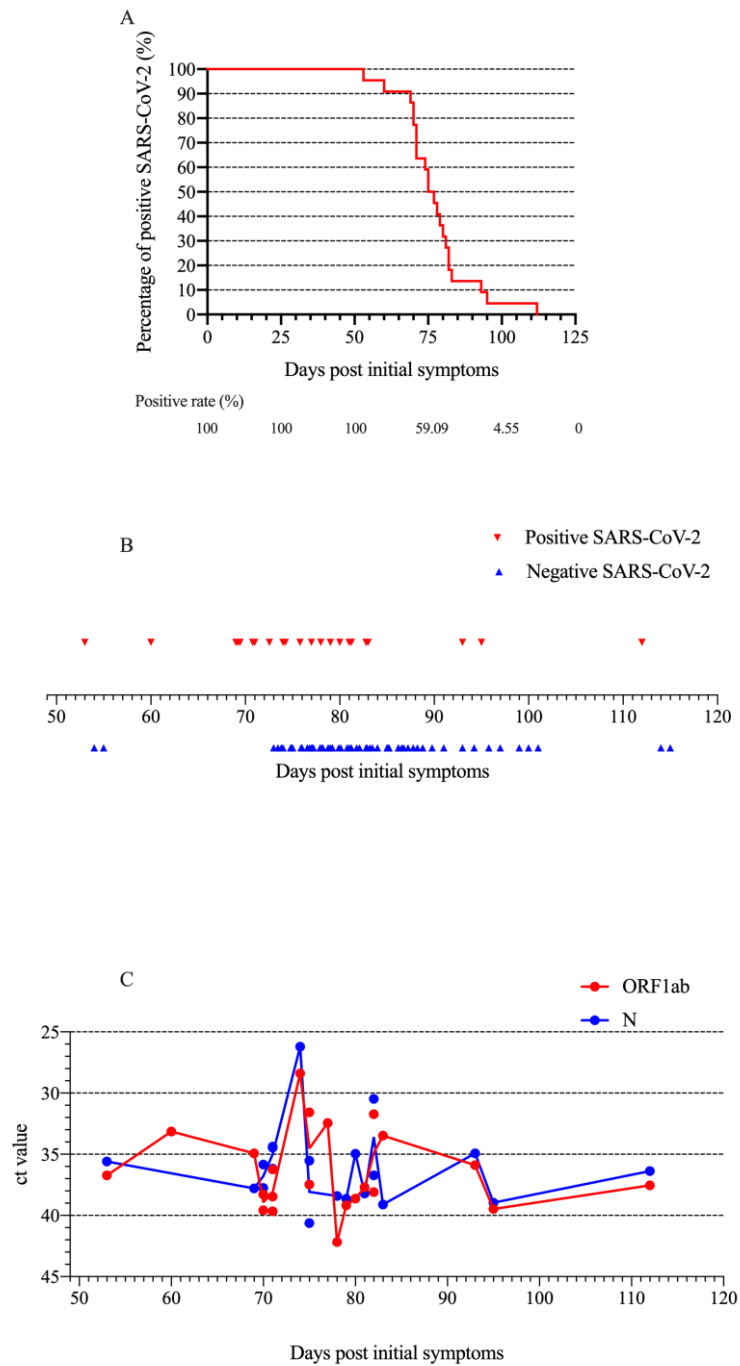 A
Percentage of positive SARS-CoV-2 (%)
100
90
80
70
60
50
40
30
20
10
0
0 25 50 75 100 125
Days post initial symptoms
Positive rate (%)
100 100 100 59.09 4.55 0
B
Positive SARS-CoV-2
Negative SARS-CoV-2
50 60 70 80 90 100 110 120
Days post initial symptoms
C
ORF1ab
N
ct value
25
30
35
40
45
50 60 70 80 90 100 110 120
Days post initial symptoms